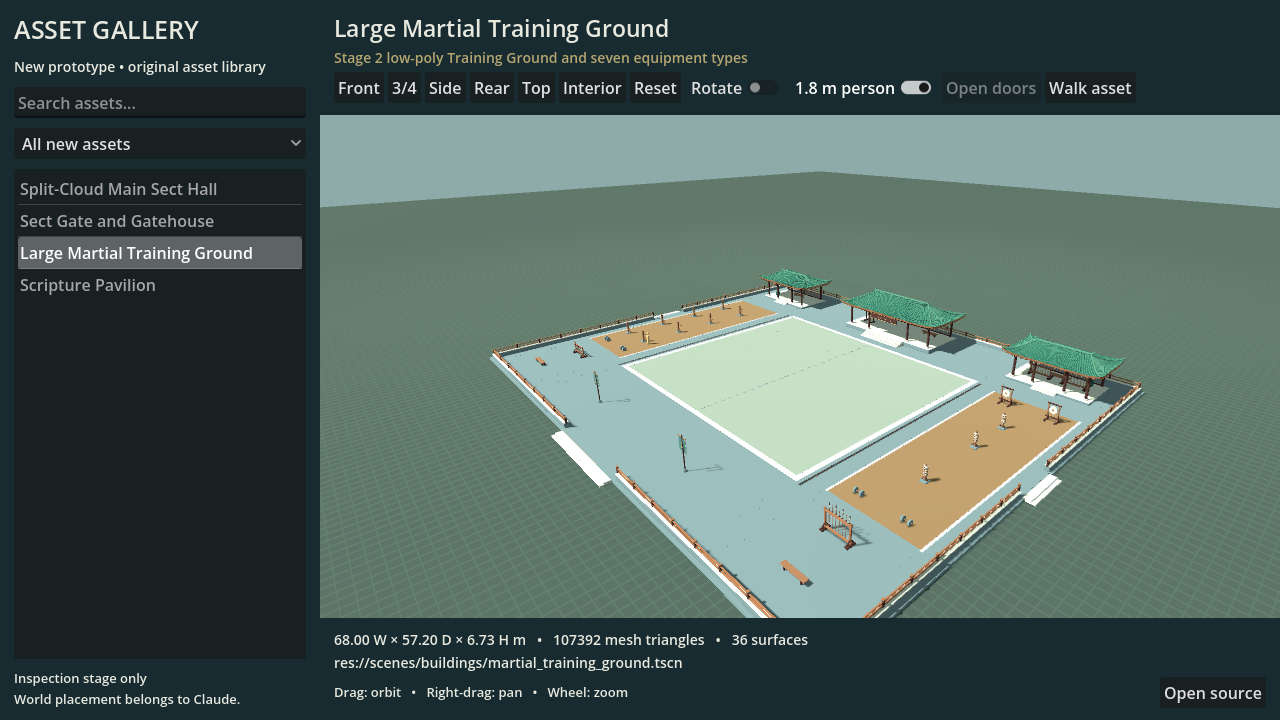 ASSET GALLERY
New prototype • original asset library
Search assets...
All new assets
Split-Cloud Main Sect Hall
Sect Gate and Gatehouse
Large Martial Training Ground
Scripture Pavilion
Inspection stage only
World placement belongs to Claude.
Large Martial Training Ground
Stage 2 low-poly Training Ground and seven equipment types
Front 3/4 Side Rear Top Interior Reset Rotate 1.8 m person Open doors Walk asset
68.00 W × 57.20 D × 6.73 H m • 107392 mesh triangles • 36 surfaces
res://scenes/buildings/martial_training_ground.tscn
Drag: orbit • Right-drag: pan • Wheel: zoom
Open source